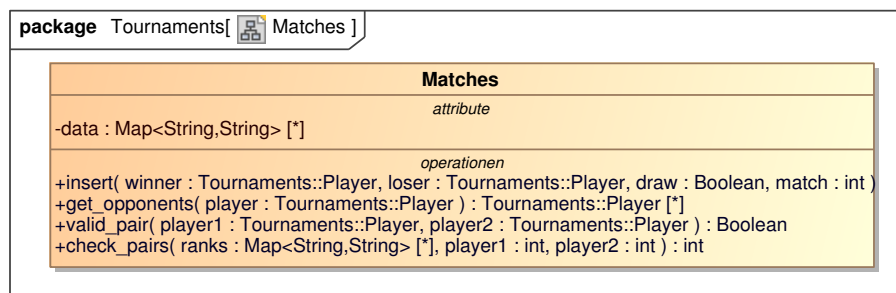 package Tournaments[ Matches ]
Matches
attribute
-data : Map<String,String> [*]
operationen
+insert( winner : Tournaments::Player, loser : Tournaments::Player, draw : Boolean, match : int )
+get_opponents( player : Tournaments::Player ) : Tournaments::Player [*]
+valid_pair( player1 : Tournaments::Player, player2 : Tournaments::Player ) : Boolean
+check_pairs( ranks : Map<String,String> [*], player1 : int, player2 : int ) : int